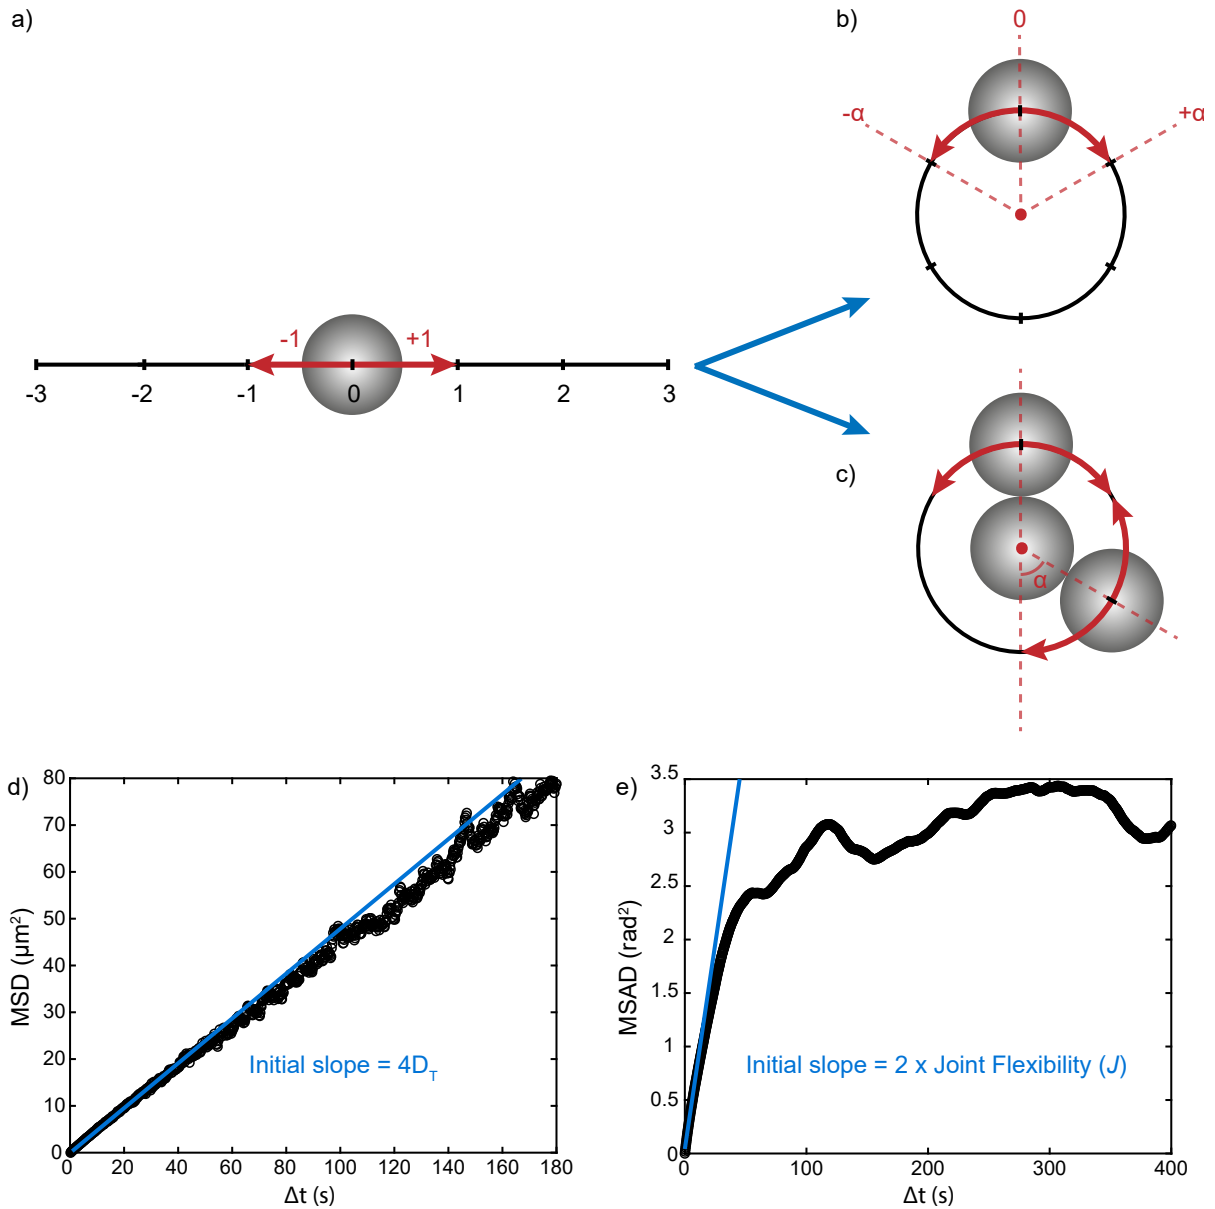 a)
b)
0
-α
+α
-1
+1
-3
-2
-1
0
1
2
3
c)
α
d)
80
70
60
50
40
30
20
10
0
MSD (μm²)
Initial slope = 4D_T
0 20 40 60 80 100 120 140 160 180
Δt (s)
e)
3.5
3
2.5
2
1.5
1
0.5
0
MSAD (rad²)
Initial slope = 2 x Joint Flexibility (J)
0 100 200 300 400
Δt (s)